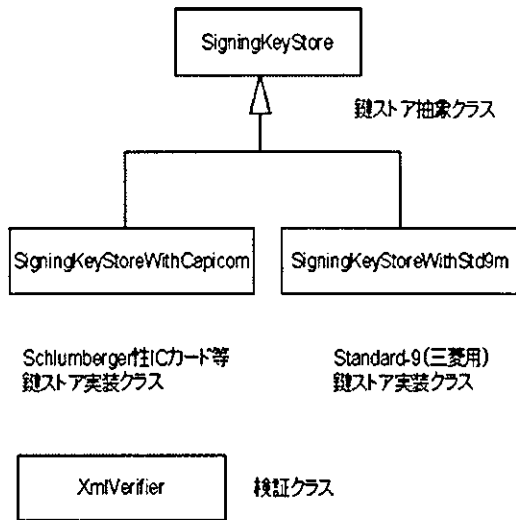 SigningKeyStore
鍵ストア抽象クラス
SigningKeyStoreWithCapicom
SigningKeyStoreWithStd9m
Schlumberger性ICカード等
鍵ストア実装クラス
Standard-9(三菱用)
鍵ストア実装クラス
XmlVerifier
検証クラス